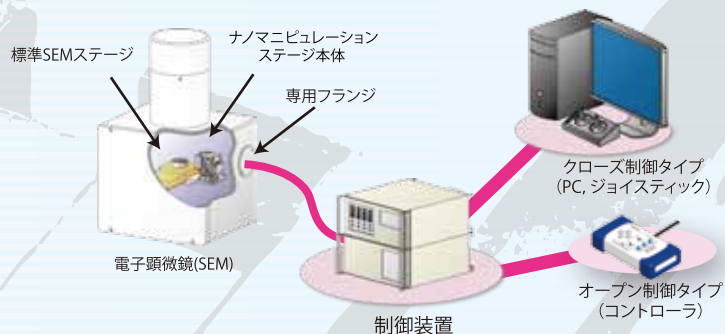 標準SEMステージ
ナノマニピュレーション
ステージ本体
専用フランジ
電子顕微鏡(SEM)
制御装置
クローズ制御タイプ
(PC, ジョイスティック)
オープン制御タイプ
(コントローラ)